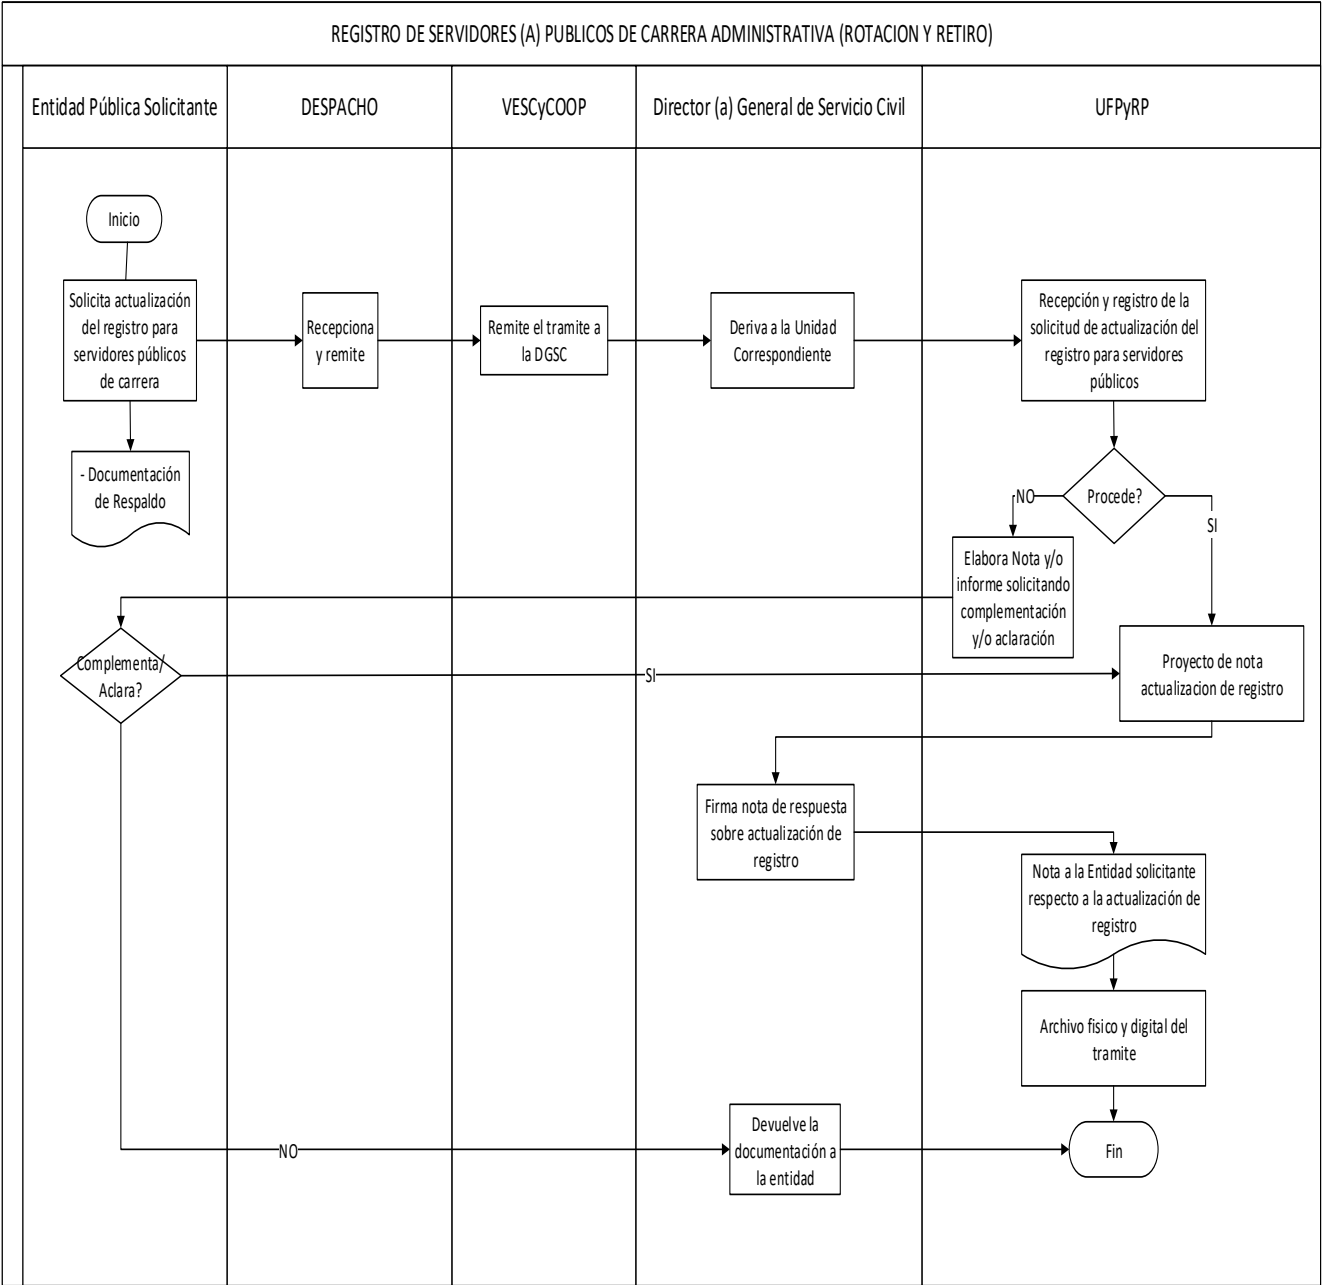 REGISTRO DE SERVIDORES (A) PUBLICOS DE CARRERA ADMINISTRATIVA (ROTACION Y RETIRO)
Entidad Pública Solicitante
DESPACHO
VESCyCOOP
Director (a) General de Servicio Civil
UFPyRP
Inicio
Solicita actualización
del registro para
servidores públicos
de carrera
Recepciona
y remite
Remite el tramite a
la DGSC
Deriva a la Unidad
Correspondiente
Recepción y registro de la
solicitud de actualización del
registro para servidores
públicos
- Documentación
de Respaldo
Procede?
NO
SI
Elabora Nota y/o
informe solicitando
complementación
y/o aclaración
Complementa/
Aclara?
SI
Proyecto de nota
actualizacion de registro
Firma nota de respuesta
sobre actualización de
registro
Nota a la Entidad solicitante
respecto a la actualización de
registro
Archivo fisico y digital del
tramite
NO
Devuelve la
documentación a
la entidad
Fin